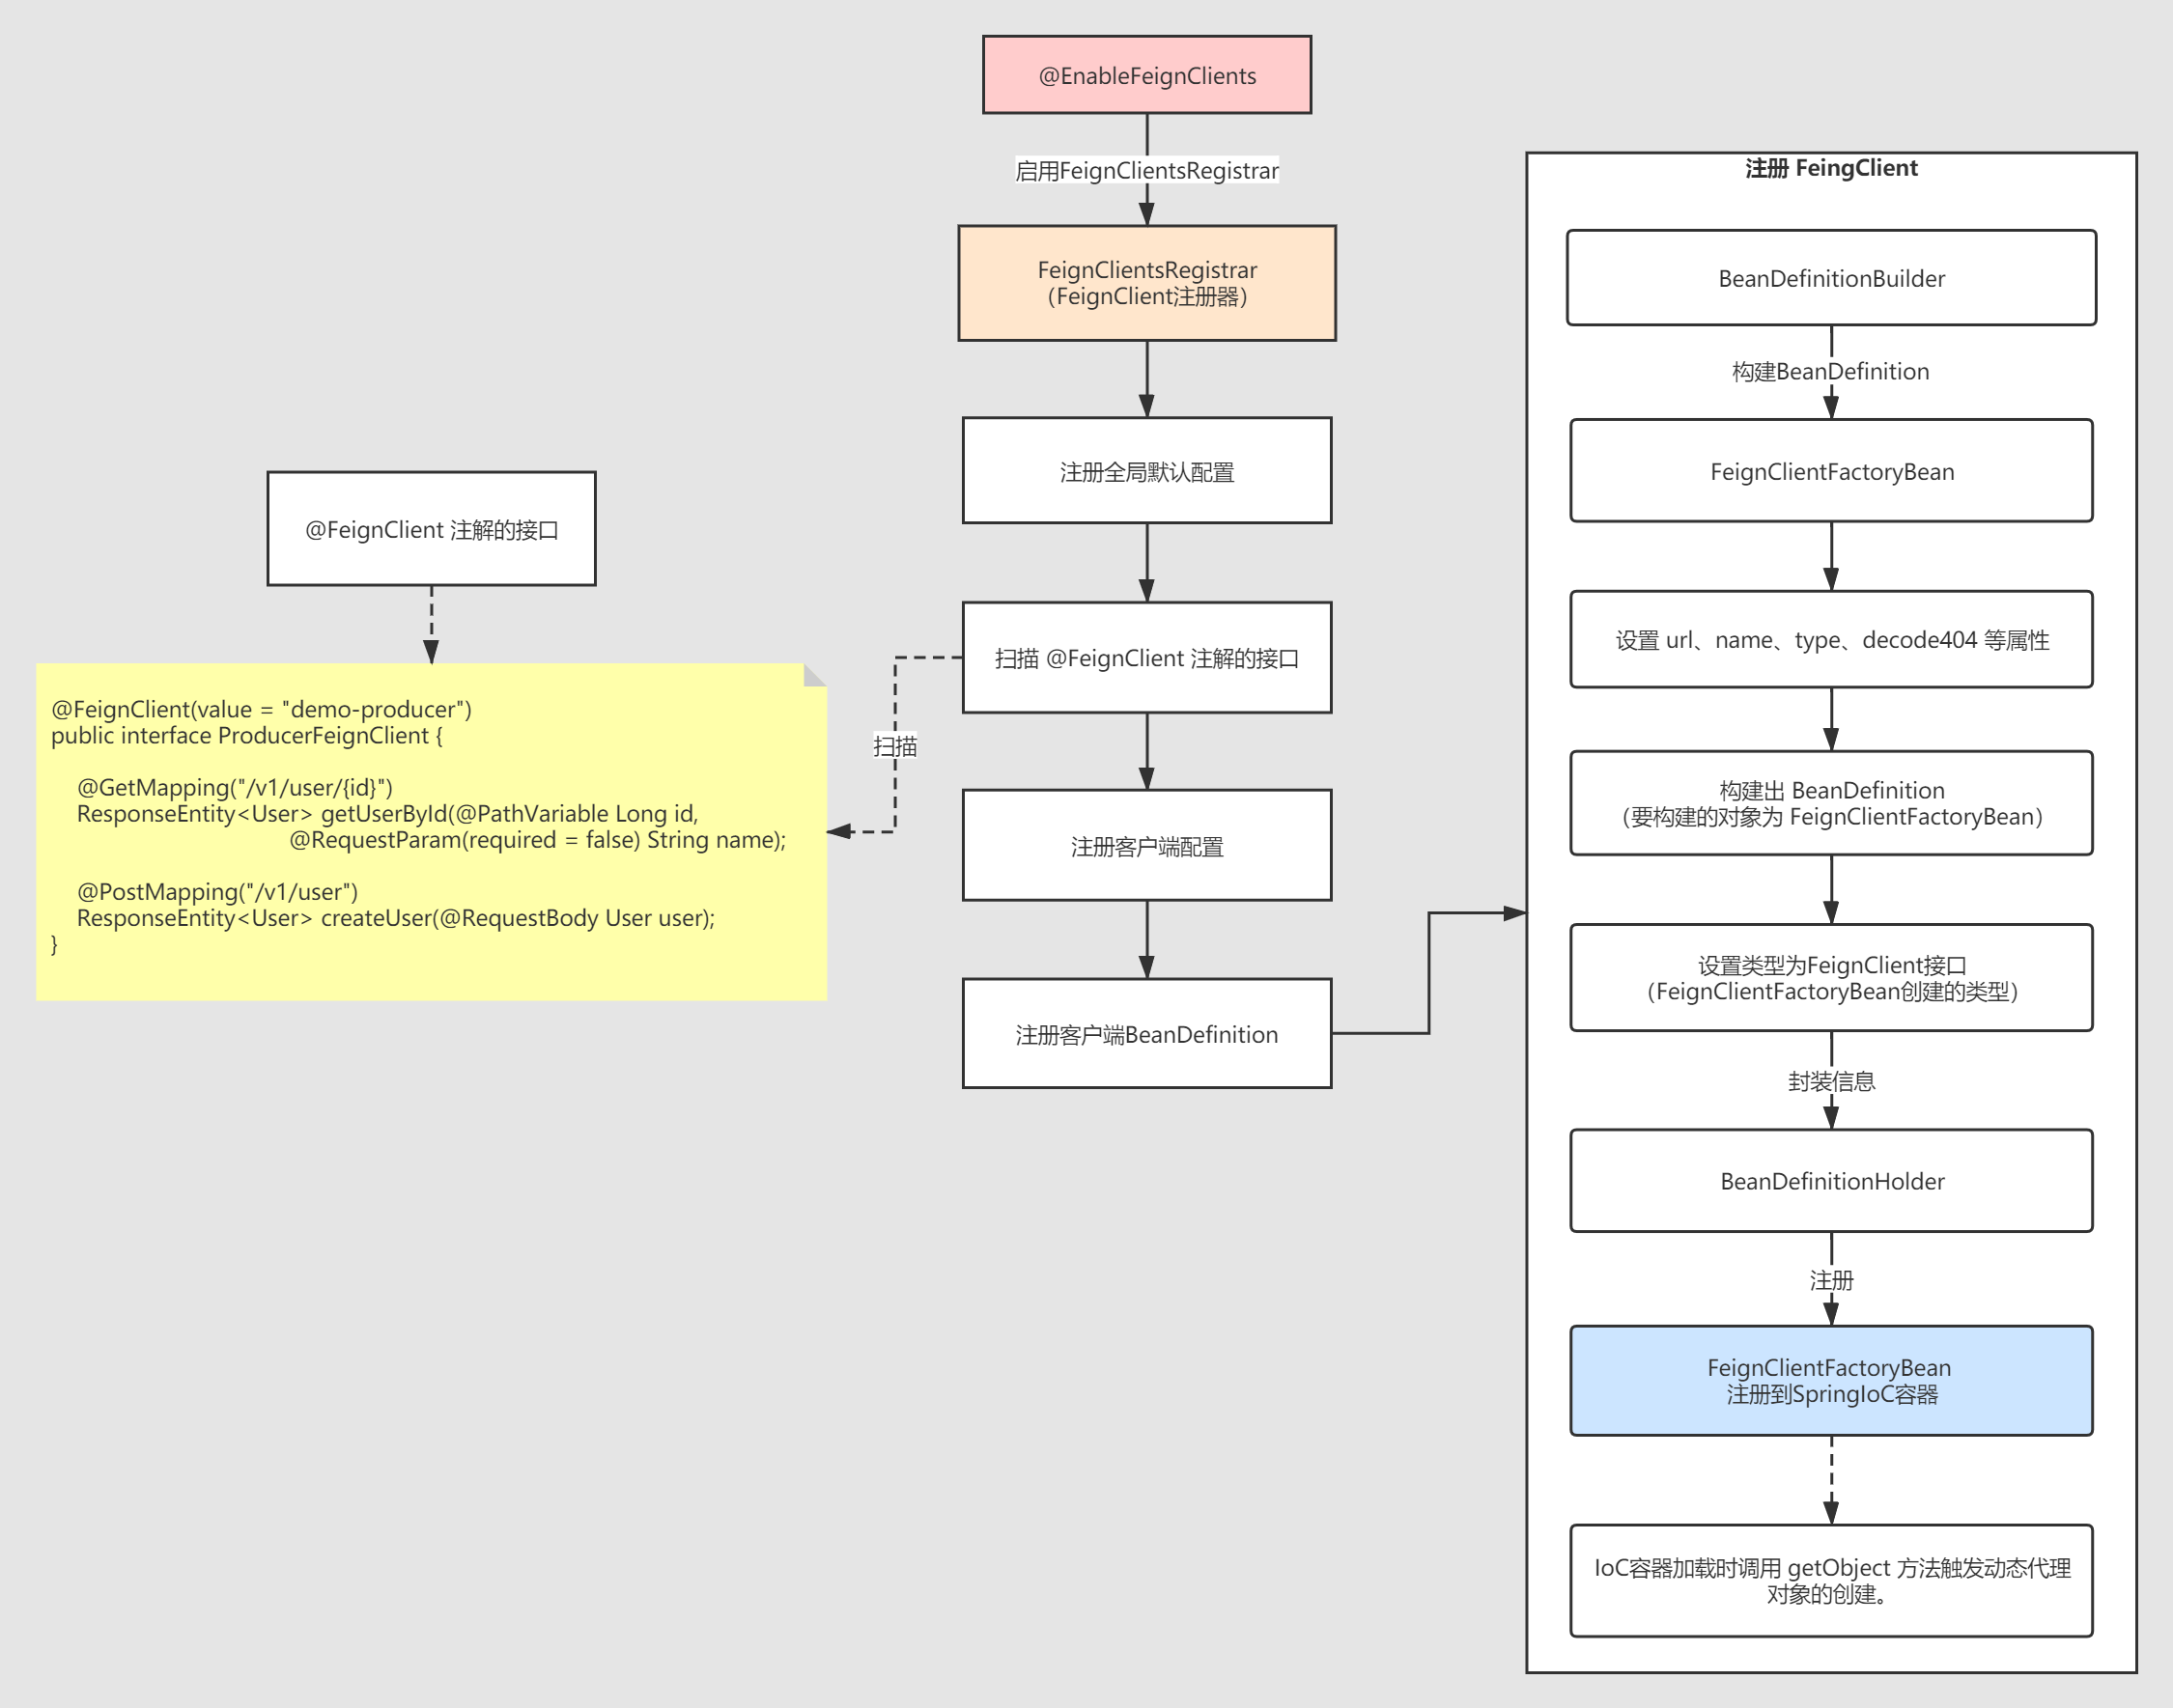 @EnableFeignClients
启用FeignClientsRegistrar
FeignClientsRegistrar
（FeignClient注册器）
注册全局默认配置
扫描 @FeignClient 注解的接口
扫描
注册客户端配置
注册客户端BeanDefinition
@FeignClient 注解的接口
@FeignClient(value = "demo-producer")
public interface ProducerFeignClient {
@GetMapping("/v1/user/{id}")
ResponseEntity<User> getUserById(@PathVariable Long id,
@RequestParam(required = false) String name);
@PostMapping("/v1/user")
ResponseEntity<User> createUser(@RequestBody User user);
}
注册 FeingClient
BeanDefinitionBuilder
构建BeanDefinition
FeignClientFactoryBean
设置 url、name、type、decode404 等属性
构建出 BeanDefinition
（要构建的对象为 FeignClientFactoryBean）
设置类型为FeignClient接口
（FeignClientFactoryBean创建的类型）
封装信息
BeanDefinitionHolder
注册
FeignClientFactoryBean
注册到SpringIoC容器
IoC容器加载时调用 getObject 方法触发动态代理
对象的创建。